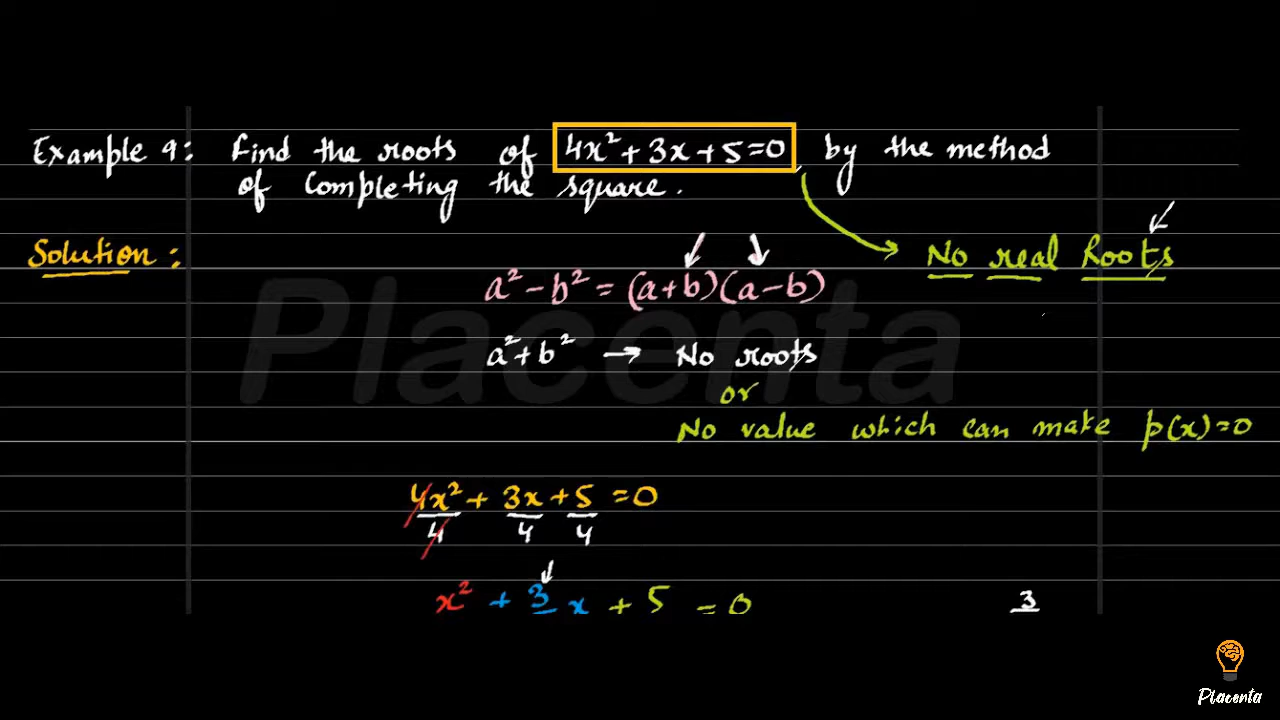 Example 9: Find the roots of 4x² + 3x + 5 = 0, by the method
of Completing the square.
Solution:
No real Roots
a² - b² = (a+b)(a-b)
a² + b² → No roots
or
No value which can make p(x) = 0
4x²/4 + 3x/4 + 5/4 = 0
x² + 3 x + 5 = 0
3
Placenta
Placenta